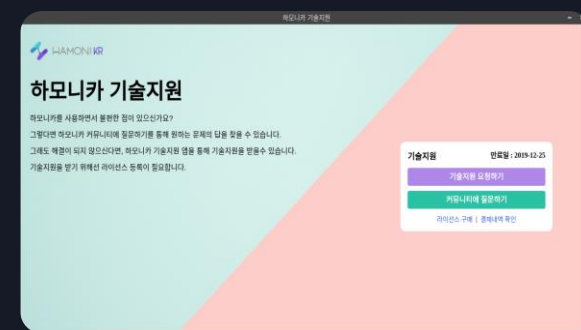 하모니카 기술지원
HAMONIKR
하모니카 기술지원
하모니카를 사용하면서 불편한 점이 있으신가요?
그렇다면 하모니카 커뮤니티에 질문하기를 통해 원하는 문제의 답을 찾을 수 있습니다.
그래도 해결이 되지 않으신다면, 하모니카 기술지원 앱을 통해 기술지원을 받을수 있습니다.
기술지원을 받기 위해선 라이선스 등록이 필요합니다.
기술지원 만료일 : 2019-12-25
기술지원 요청하기
커뮤니티에 질문하기
라이선스 구매 | 결제내역 확인